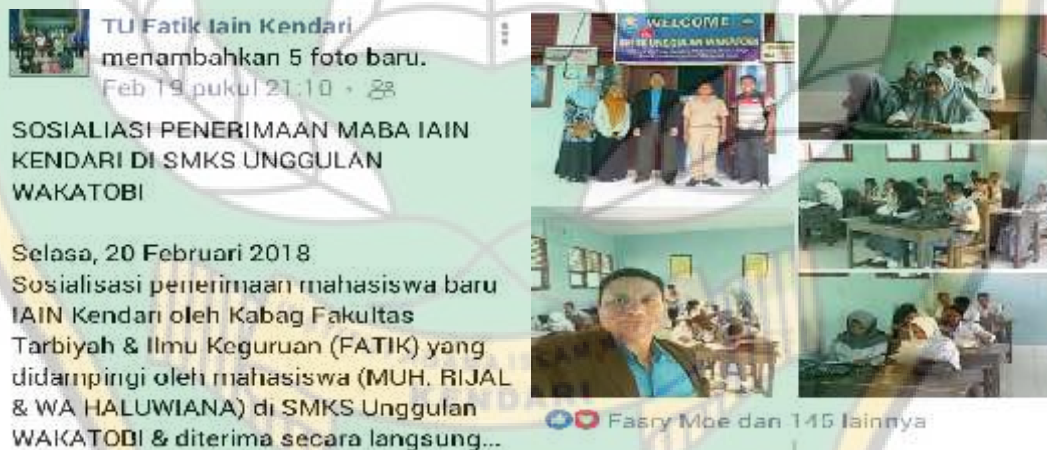 TU Fatik Iain Kendari
menambahkan 5 foto baru.
Feb 19 pukul 21:10
SOSIALIASI PENERIMAAN MABA IAIN
KENDARI DI SMKS UNGGULAN
WAKATOBI
Selasa, 20 Februari 2018
Sosialisasi penerimaan mahasiswa baru
IAIN Kendari oleh Kabag Fakultas
Tarbiyah & Ilmu Keguruan (FATIK) yang
didampingi oleh mahasiswa (MUH. RIJAL
& WA HALUWIANA) di SMKS Unggulan
WAKATOBI & diterima secara langsung...
WELCOME
UNGGULAN WAKATOBI
Fasry Moe dan 145 lainnya
KENDARI